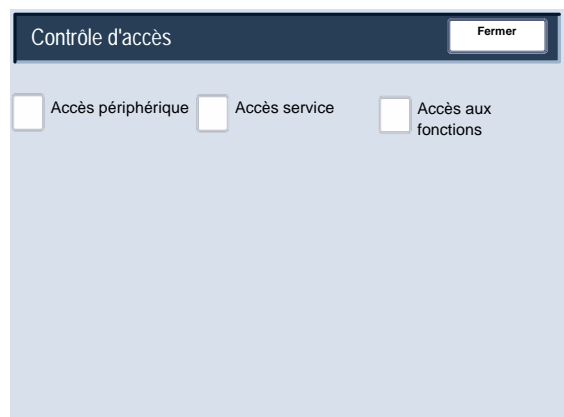 Contrôle d'accès
Fermer
Accès périphérique
Accès service
Accès aux
fonctions